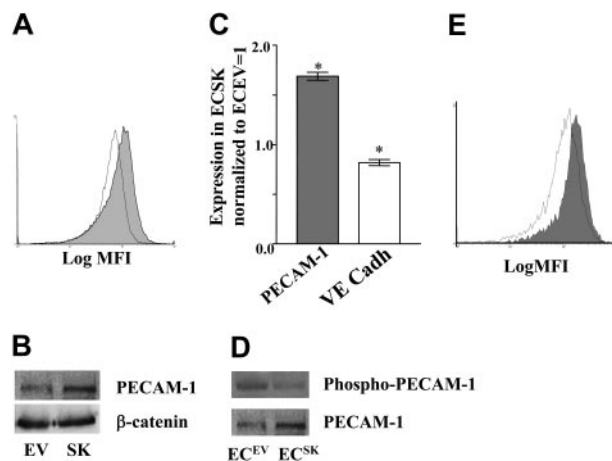 A
Log MFI
B
PECAM-1
β-catenin
EV SK
C
Expression in ECSK
normalized to ECEV=1
2.0
1.0
0.0
*
*
PECAM-1
VE Cadh
D
Phospho-PECAM-1
PECAM-1
ECEV ECSK
E
LogMFI